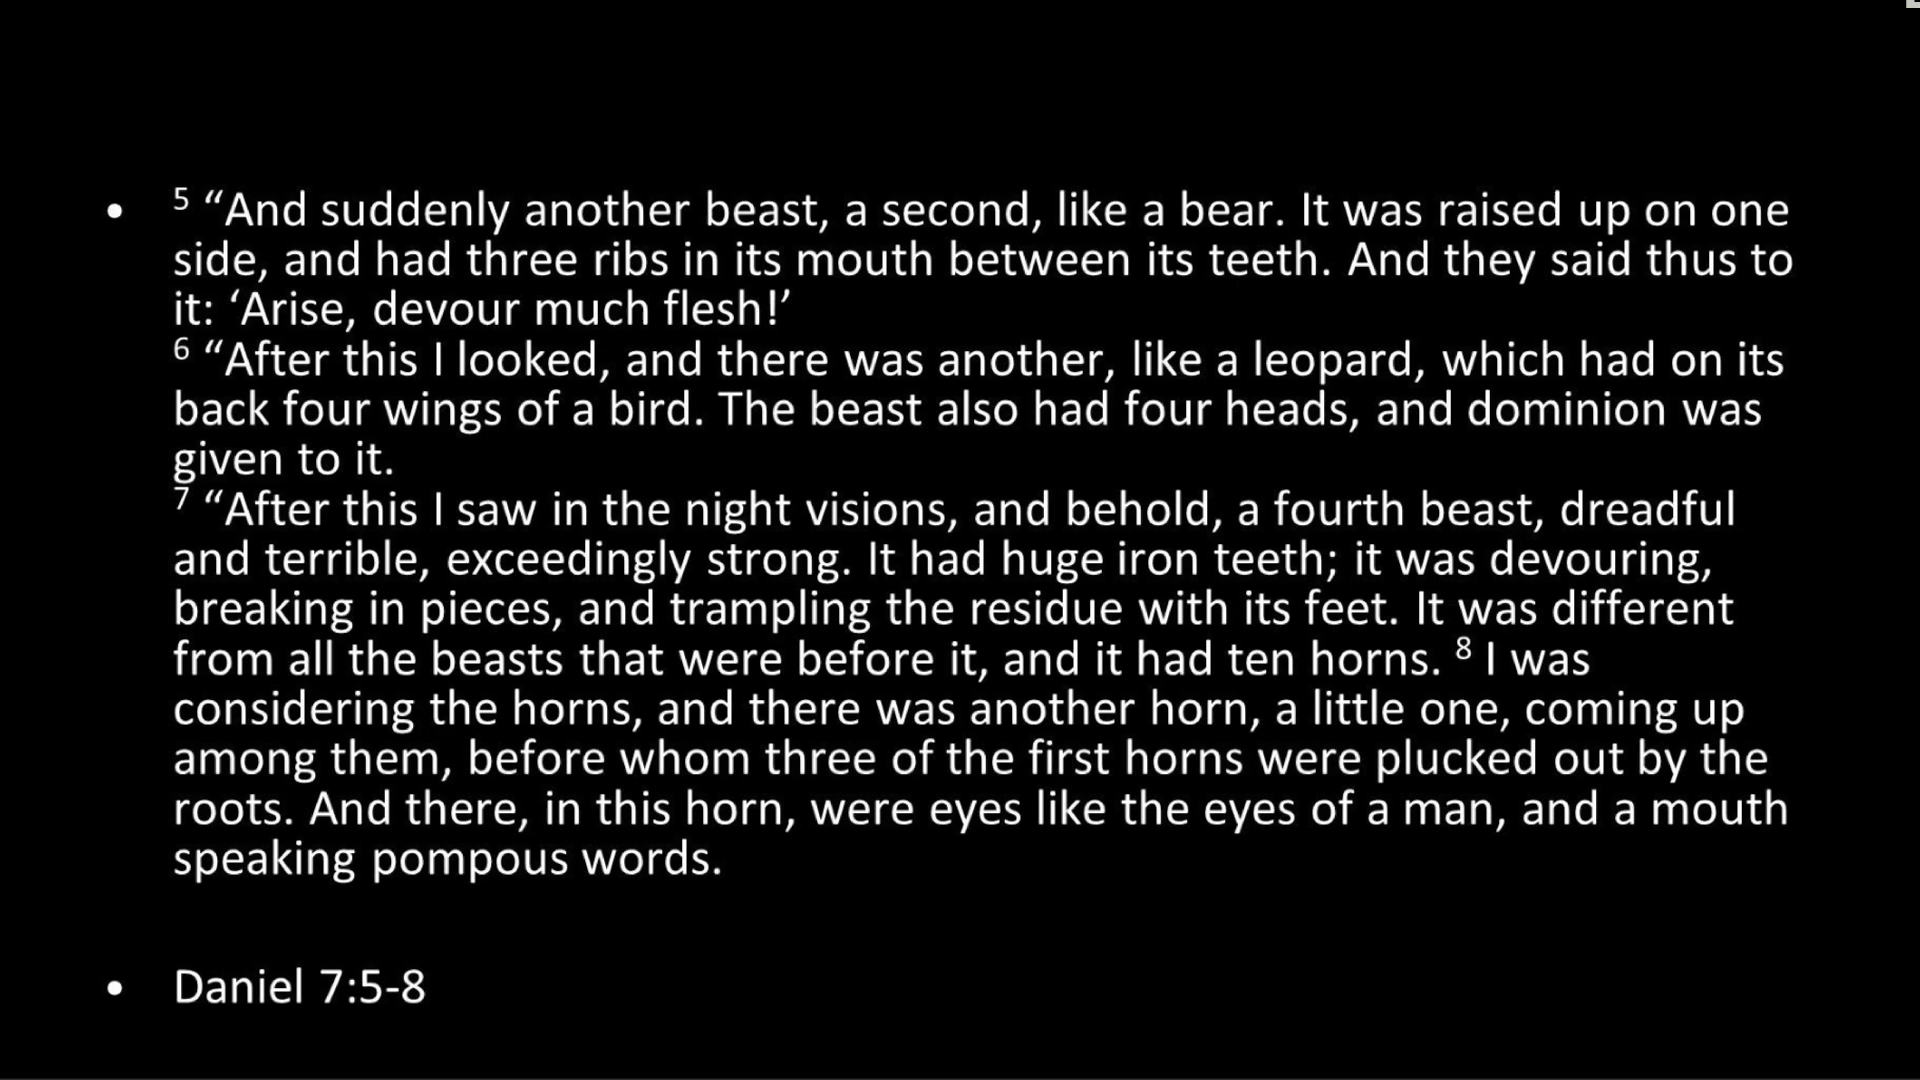 • 5 “And suddenly another beast, a second, like a bear. It was raised up on one
side, and had three ribs in its mouth between its teeth. And they said thus to
it: ‘Arise, devour much flesh!’
6 “After this I looked, and there was another, like a leopard, which had on its
back four wings of a bird. The beast also had four heads, and dominion was
given to it.
7 “After this I saw in the night visions, and behold, a fourth beast, dreadful
and terrible, exceedingly strong. It had huge iron teeth; it was devouring,
breaking in pieces, and trampling the residue with its feet. It was different
from all the beasts that were before it, and it had ten horns. 8 I was
considering the horns, and there was another horn, a little one, coming up
among them, before whom three of the first horns were plucked out by the
roots. And there, in this horn, were eyes like the eyes of a man, and a mouth
speaking pompous words.
• Daniel 7:5-8